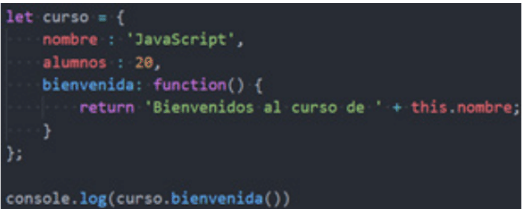 let curso = {
    nombre : 'JavaScript',
    alumnos : 20,
    bienvenida: function() {
        return 'Bienvenidos al curso de ' + this.nombre;
    }
};

console.log(curso.bienvenida())